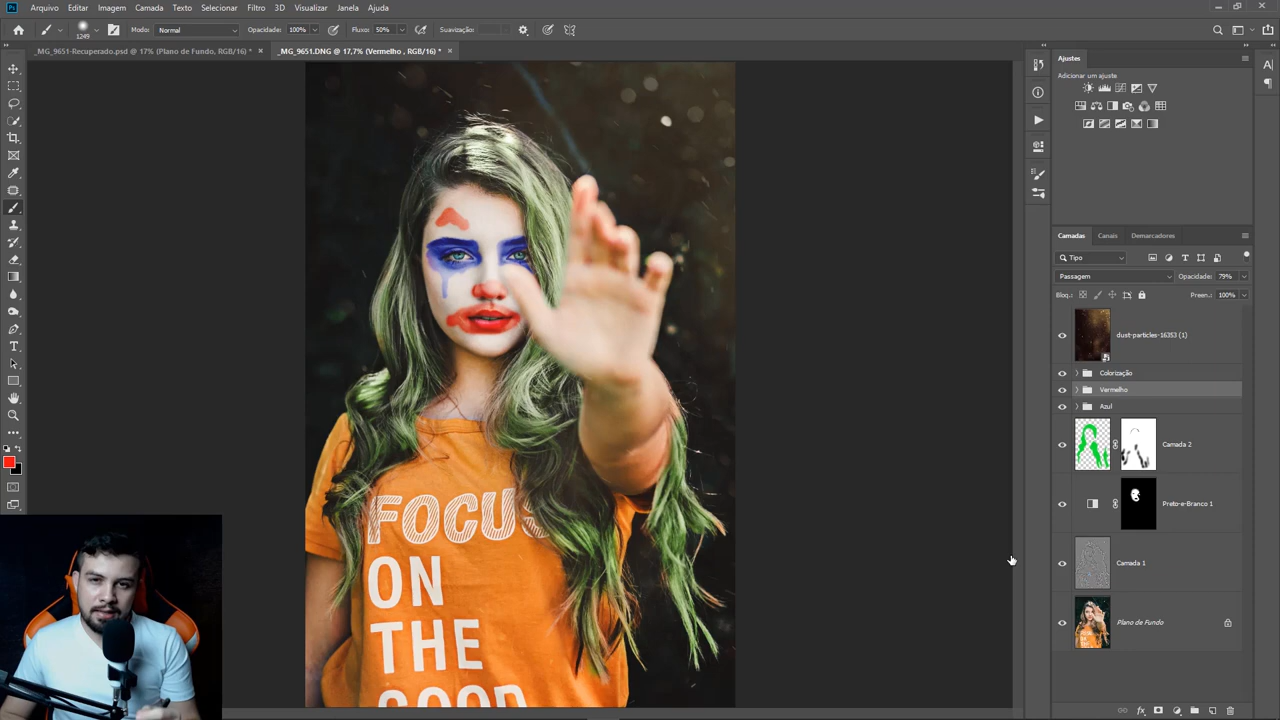 Ps Arquivo Editar Imagem Camada Texto Selecionar Filtro 3D Visualizar Janela Ajuda
1249 Modo: Normal Opacidade: 100% Fluxo: 50% Suavização:
_MG_9651-Recuperado.psd @ 17% (Plano de Fundo, RGB/16) * × _MG_9651.DNG @ 17,7% (Vermelho , RGB/16*) * ×
Ajustes
Adicionar um ajuste
Camadas Canais Demarcadores
Tipo
Passagem Opacidade: 79%
Bloq.: Preen.: 100%
dust-particles-16353 (1)
Colorização
Vermelho
Azul
Camada 2
Preto-e-Branco 1
Camada 1
Plano de Fundo
FOCUS
ON
THE
GOOD